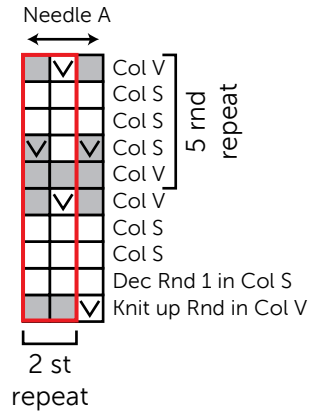 Needle A
Col V
Col S
Col S
Col S
Col V
Col V
Col S
Col S
Dec Rnd 1 in Col S
Knit up Rnd in Col V
5 rnd
repeat
2 st
repeat